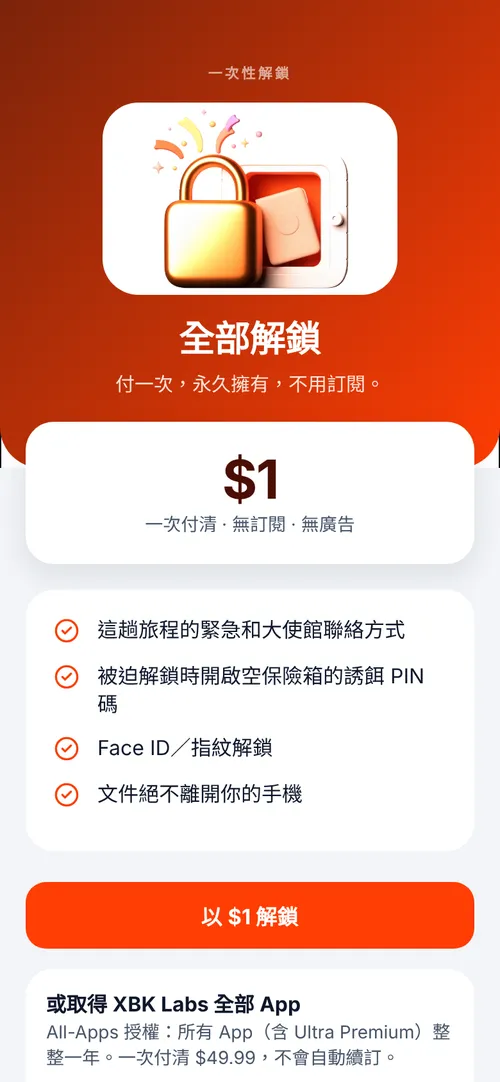 一次性解鎖
全部解鎖
付一次，永久擁有，不用訂閱。
$1
一次付清 · 無訂閱 · 無廣告
這趟旅程的緊急和大使館聯絡方式
被迫解鎖時開啟空保險箱的誘餌 PIN
碼
Face ID／指紋解鎖
文件絕不離開你的手機
以 $1 解鎖
或取得 XBK Labs 全部 App
All-Apps 授權：所有 App（含 Ultra Premium）整
整一年。一次付清 $49.99，不會自動續訂。